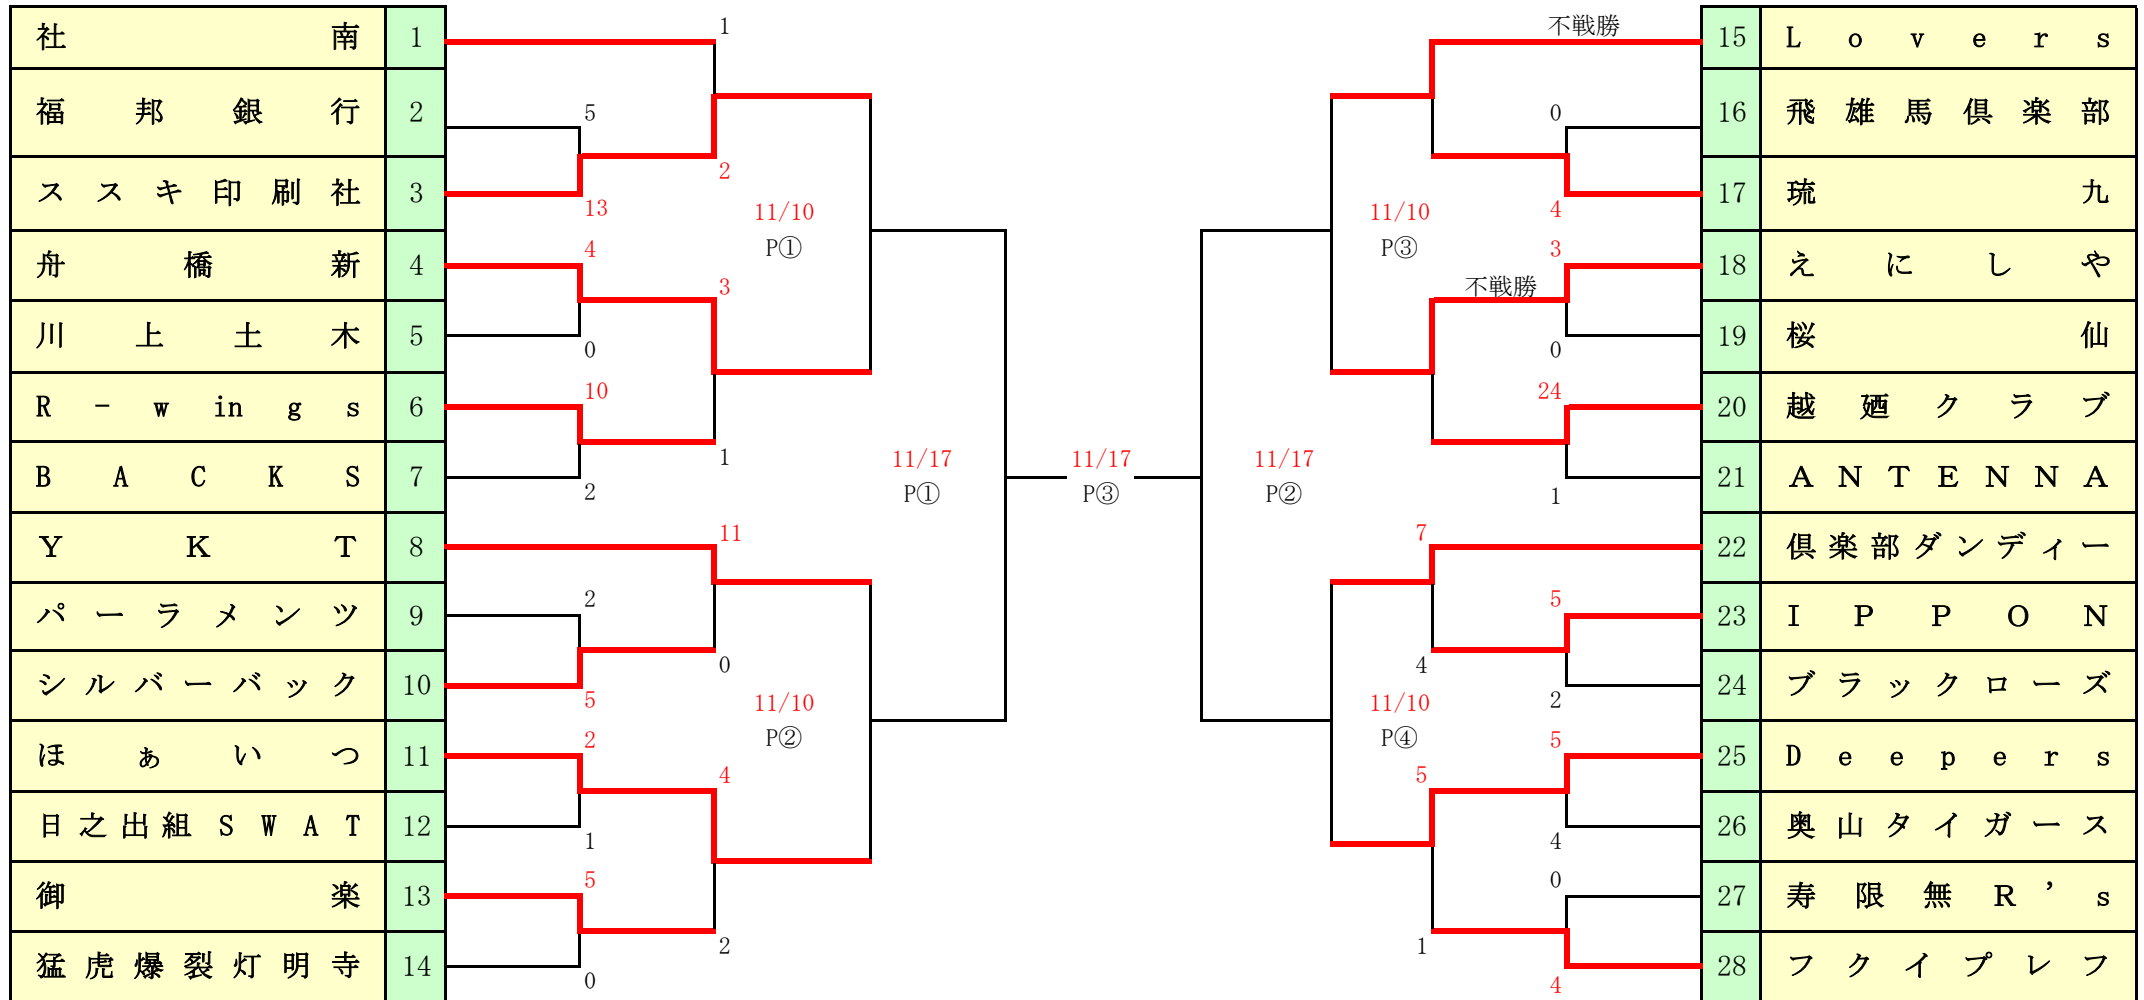 社南 1 1 不戦勝 15 Lovers
福邦銀行 2 5 0 16 飛雄馬倶楽部
2
ススキ印刷社 3 13 4 17 琉九
11/10 11/10
P① P③
舟橋新 4 4 3 18 えにしや
3 不戦勝
川上土木 5 0 0 19 桜仙
R-wings 6 10 24 20 越廼クラブ
1
11/17 11/17 11/17
BACKS 7 2 1 21 ANTENNA
P① P③ P②
YKT 8 11 7 22 倶楽部ダンディー
パーラメンツ 9 2 5 23 IPPON
0 4
シルバーバック 10 5 2 24 ブラックローズ
11/10 11/10
P② P④
ほぁいつ 11 2 5 25 Deepers
4 5
日之出組SWAT 12 1 4 26 奥山タイガース
御楽 13 5 0 27 寿限無R’s
2 1
猛虎爆裂灯明寺 14 0 4 28 フクイプレフ